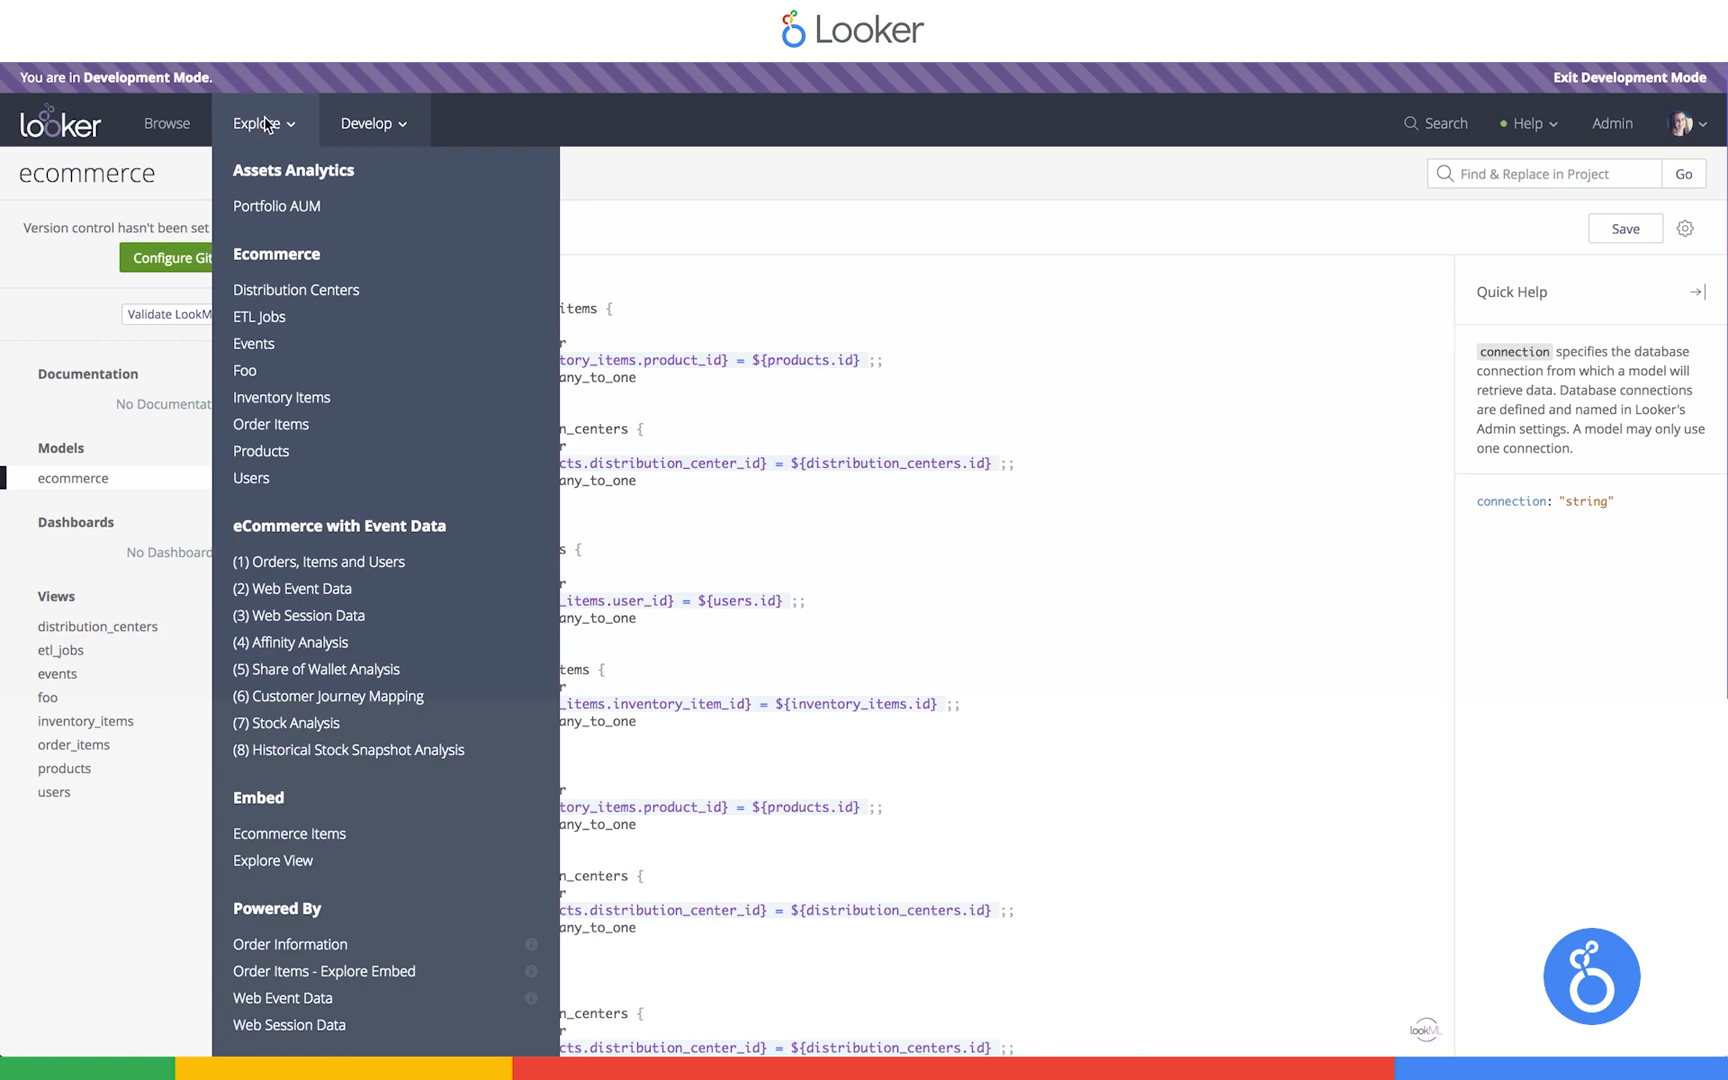 Looker
You are in Development Mode.
Exit Development Mode
looker
Browse
Explore
Develop
Search
Help
Admin
ecommerce
Find & Replace in Project
Go
Version control hasn't been set
Configure Git
Validate LookM
Save
Documentation
No Documentat
Models
ecommerce
Dashboards
No Dashboard
Views
distribution_centers
etl_jobs
events
foo
inventory_items
order_items
products
users
Assets Analytics
Portfolio AUM
Ecommerce
Distribution Centers
ETL Jobs
Events
Foo
Inventory Items
Order Items
Products
Users
eCommerce with Event Data
(1) Orders, Items and Users
(2) Web Event Data
(3) Web Session Data
(4) Affinity Analysis
(5) Share of Wallet Analysis
(6) Customer Journey Mapping
(7) Stock Analysis
(8) Historical Stock Snapshot Analysis
Embed
Ecommerce Items
Explore View
Powered By
Order Information
Order Items - Explore Embed
Web Event Data
Web Session Data
items {
r
tory_items.product_id} = ${products.id} ;;
any_to_one
n_centers {
r
cts.distribution_center_id} = ${distribution_centers.id} ;;
any_to_one
s {
r
_items.user_id} = ${users.id} ;;
any_to_one
tems {
r
_items.inventory_item_id} = ${inventory_items.id} ;;
any_to_one
r
tory_items.product_id} = ${products.id} ;;
any_to_one
n_centers {
r
cts.distribution_center_id} = ${distribution_centers.id} ;;
any_to_one
n_centers {
r
cts.distribution_center_id} = ${distribution_centers.id} ;;
Quick Help
connection specifies the database
connection from which a model will
retrieve data. Database connections
are defined and named in Looker's
Admin settings. A model may only use
one connection.
connection: "string"
lookML